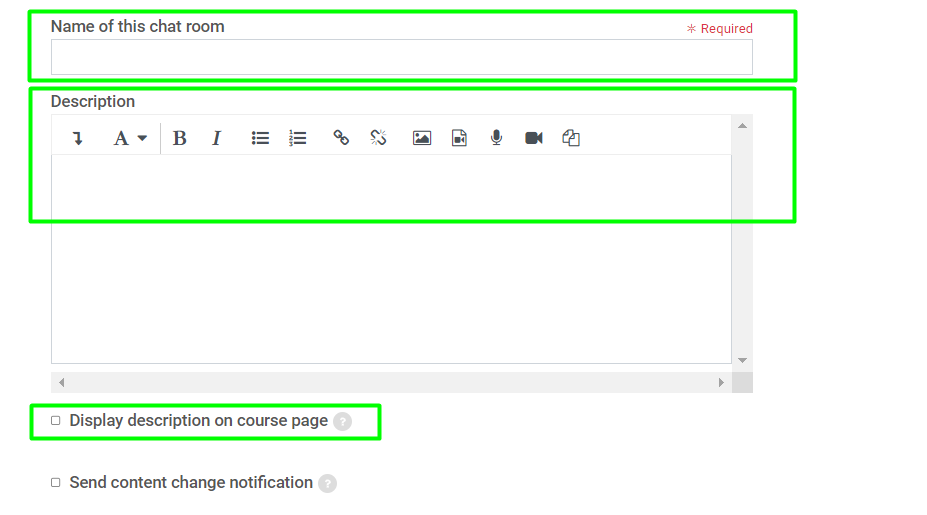 Name of this chat room
* Required
Description
A B I
Display description on course page ?
Send content change notification ?